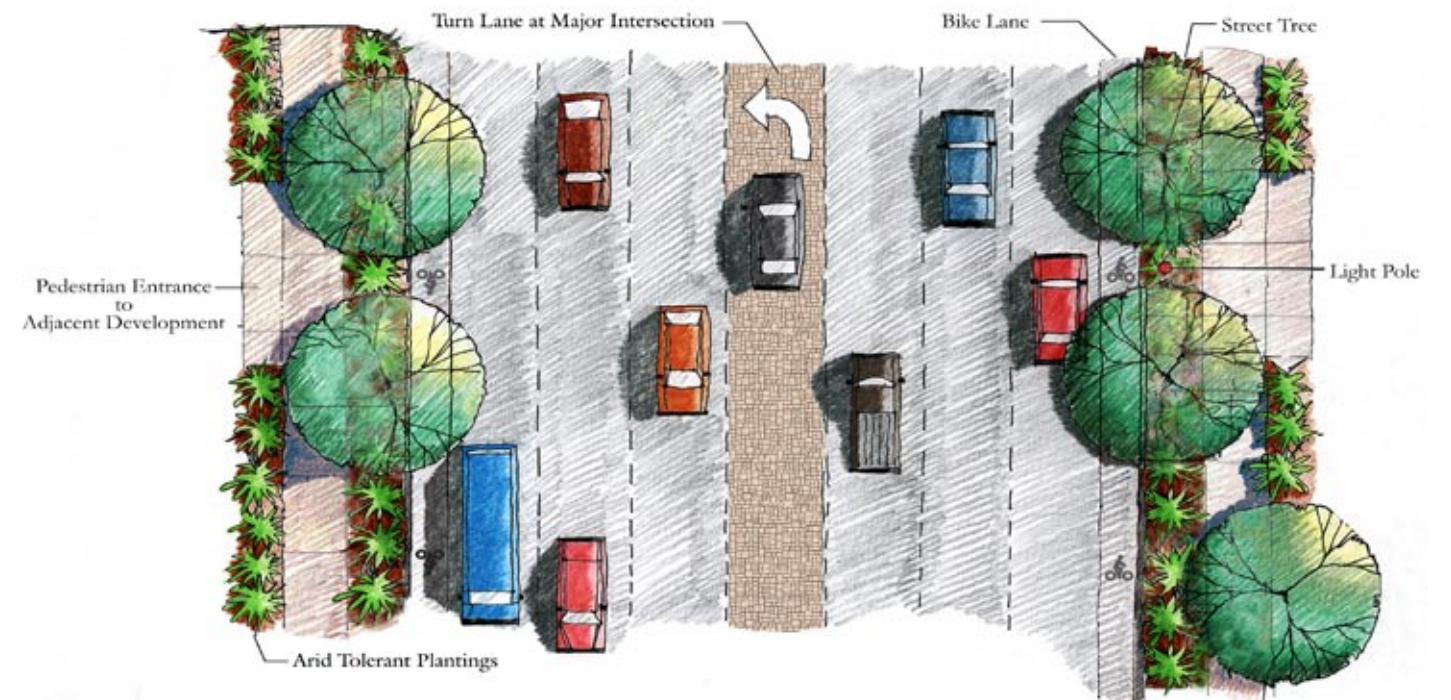 Turn Lane at Major Intersection
Bike Lane
Street Tree
Pedestrian Entrance
to
Adjacent Development
Light Pole
Arid Tolerant Plantings